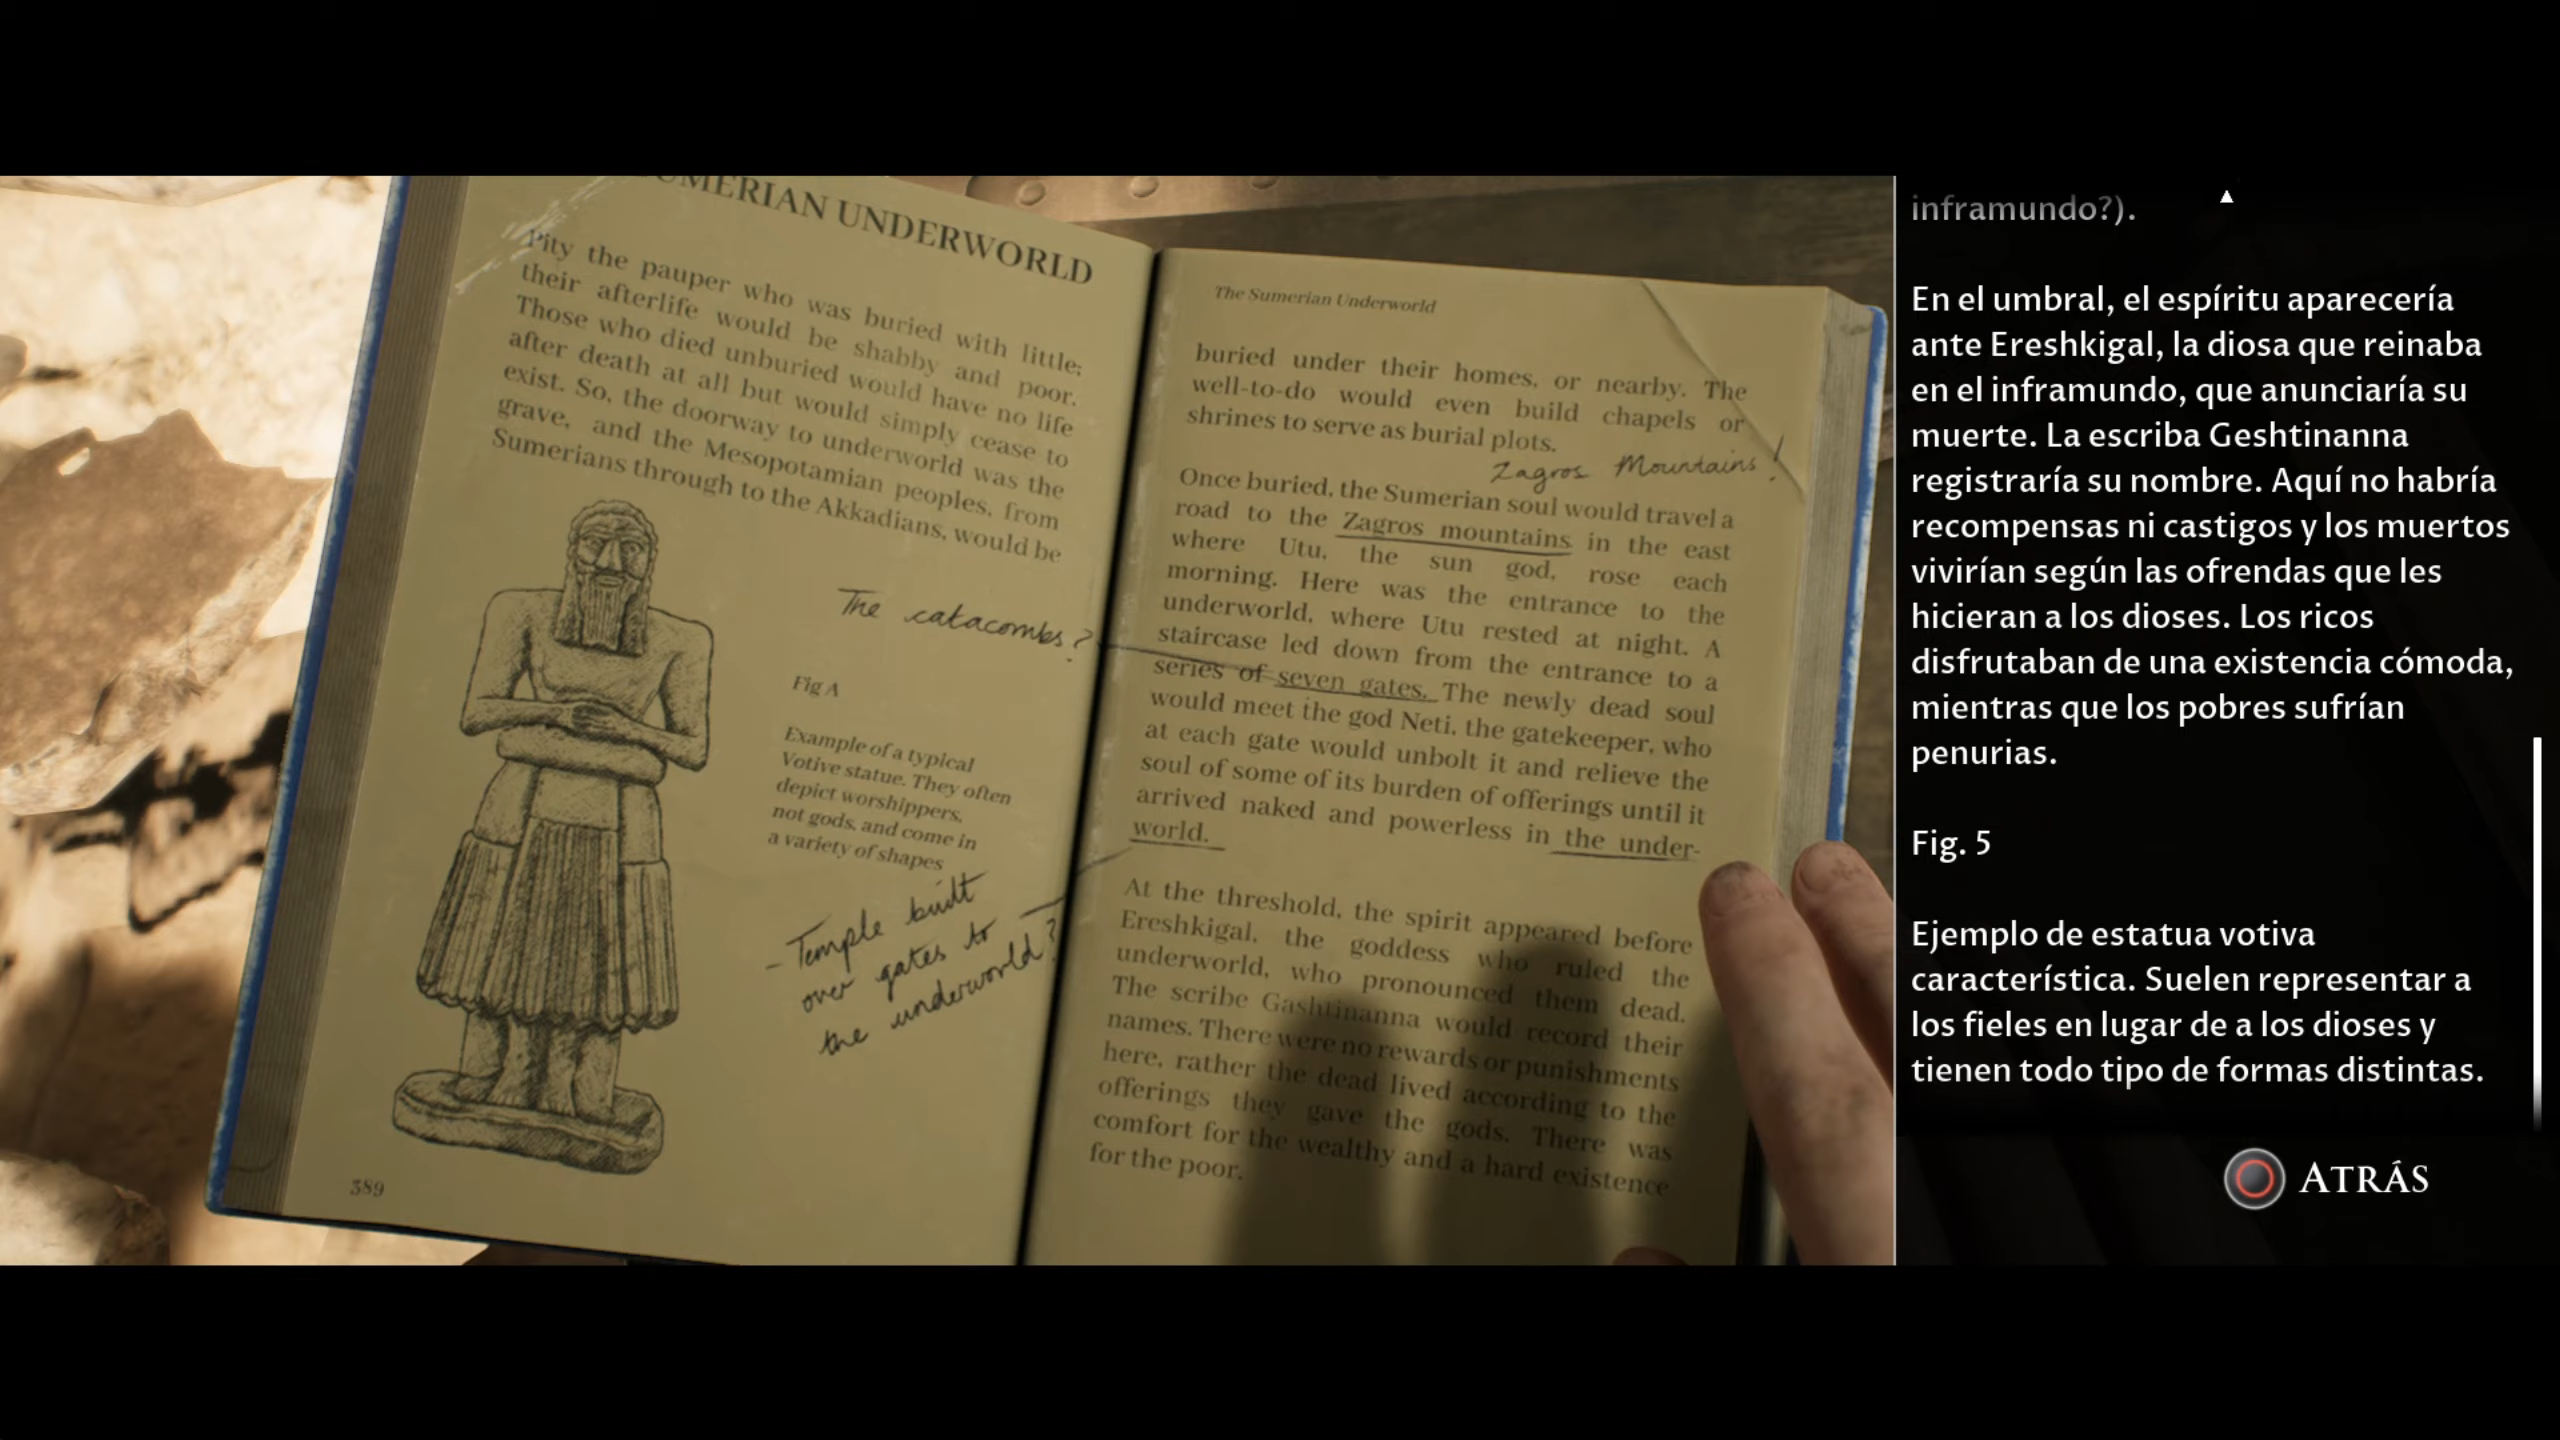 UMERIAN UNDERWORLD
Pity the pauper who was buried with little;
their afterlife would be shabby and poor.
Those who died unburied would have no life
after death at all but would simply cease to
exist. So, the doorway to underworld was the
grave, and the Mesopotamian peoples, from
Sumerians through to the Akkadians, would be
The catacombs?
Fig A
Example of a typical
Votive statue. They often
depict worshippers,
not gods, and come in
a variety of shapes
- Temple built
over gates to
the underworld?
389
The Sumerian Underworld
buried under their homes, or nearby. The
well-to-do would even build chapels or
shrines to serve as burial plots.
Zagros Mountains!
Once buried, the Sumerian soul would travel a
road to the Zagros mountains in the east
where Utu, the sun god, rose each
morning. Here was the entrance to the
underworld, where Utu rested at night. A
staircase led down from the entrance to a
series of seven gates. The newly dead soul
would meet the god Neti, the gatekeeper, who
at each gate would unbolt it and relieve the
soul of some of its burden of offerings until it
arrived naked and powerless in the under-
world.
At the threshold, the spirit appeared before
Ereshkigal, the goddess who ruled the
underworld, who pronounced them dead.
The scribe Gashtinanna would record their
names. There were no rewards or punishments
here, rather the dead lived according to the
offerings they gave the gods. There was
comfort for the wealthy and a hard existence
for the poor.
inframundo?).
En el umbral, el espíritu aparecería
ante Ereshkigal, la diosa que reinaba
en el inframundo, que anunciaría su
muerte. La escriba Geshtinanna
registraría su nombre. Aquí no habría
recompensas ni castigos y los muertos
vivirían según las ofrendas que les
hicieran a los dioses. Los ricos
disfrutaban de una existencia cómoda,
mientras que los pobres sufrían
penurias.
Fig. 5
Ejemplo de estatua votiva
característica. Suelen representar a
los fieles en lugar de a los dioses y
tienen todo tipo de formas distintas.
ATRÁS